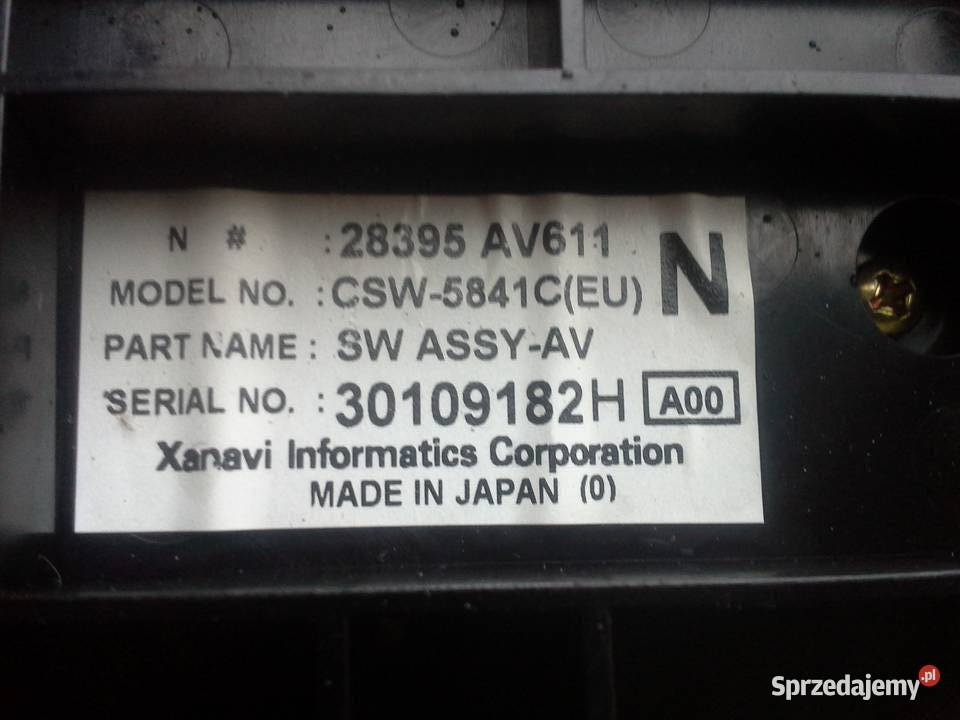 N # : 28395 AV611
N
MODEL NO. : CSW-5841C(EU)
PART NAME : SW ASSY-AV
SERIAL NO. : 30109182H A00
Xanavi Informatics Corporation
MADE IN JAPAN (0)
Sprzedajemy.pl